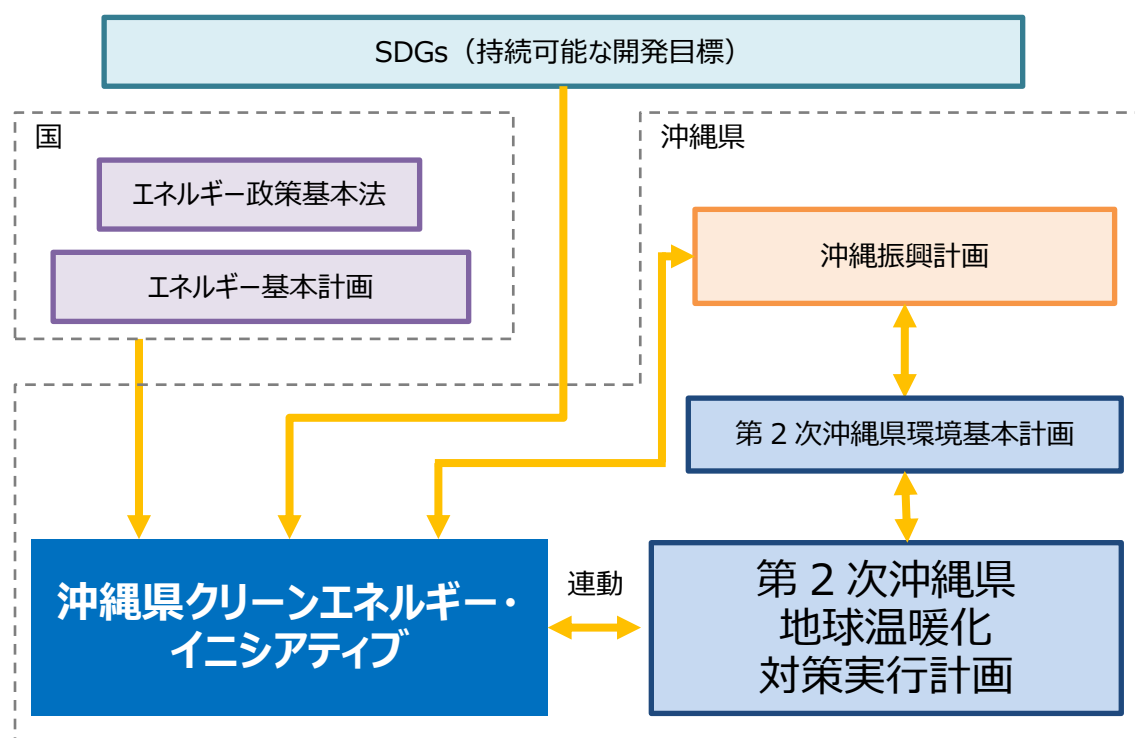 SDGs（持続可能な開発目標）
国
エネルギー政策基本法
エネルギー基本計画
沖縄県
沖縄振興計画
第２次沖縄県環境基本計画
沖縄県クリーンエネルギー・
イニシアティブ
連動
第２次沖縄県
地球温暖化
対策実行計画